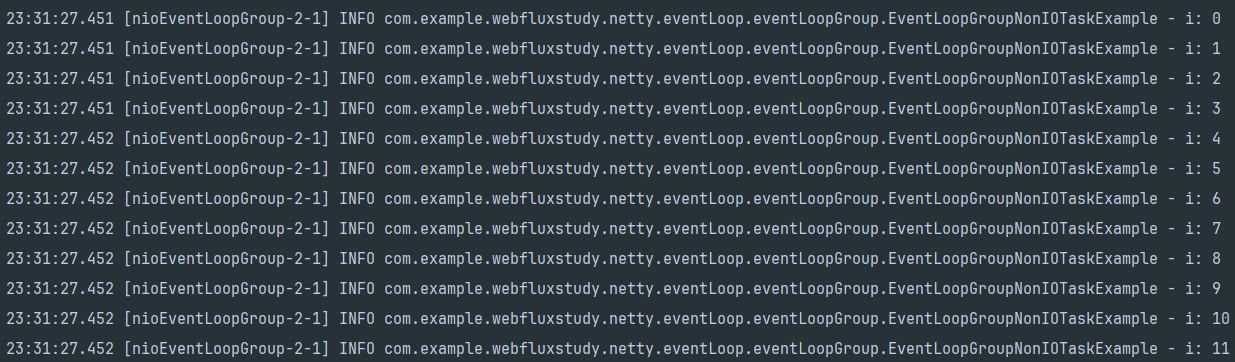 23:31:27.451 [nioEventLoopGroup-2-1] INFO com.example.webfluxstudy.netty.eventLoop.eventLoopGroup.EventLoopGroupNonIOTaskExample - i: 0
23:31:27.451 [nioEventLoopGroup-2-1] INFO com.example.webfluxstudy.netty.eventLoop.eventLoopGroup.EventLoopGroupNonIOTaskExample - i: 1
23:31:27.451 [nioEventLoopGroup-2-1] INFO com.example.webfluxstudy.netty.eventLoop.eventLoopGroup.EventLoopGroupNonIOTaskExample - i: 2
23:31:27.451 [nioEventLoopGroup-2-1] INFO com.example.webfluxstudy.netty.eventLoop.eventLoopGroup.EventLoopGroupNonIOTaskExample - i: 3
23:31:27.452 [nioEventLoopGroup-2-1] INFO com.example.webfluxstudy.netty.eventLoop.eventLoopGroup.EventLoopGroupNonIOTaskExample - i: 4
23:31:27.452 [nioEventLoopGroup-2-1] INFO com.example.webfluxstudy.netty.eventLoop.eventLoopGroup.EventLoopGroupNonIOTaskExample - i: 5
23:31:27.452 [nioEventLoopGroup-2-1] INFO com.example.webfluxstudy.netty.eventLoop.eventLoopGroup.EventLoopGroupNonIOTaskExample - i: 6
23:31:27.452 [nioEventLoopGroup-2-1] INFO com.example.webfluxstudy.netty.eventLoop.eventLoopGroup.EventLoopGroupNonIOTaskExample - i: 7
23:31:27.452 [nioEventLoopGroup-2-1] INFO com.example.webfluxstudy.netty.eventLoop.eventLoopGroup.EventLoopGroupNonIOTaskExample - i: 8
23:31:27.452 [nioEventLoopGroup-2-1] INFO com.example.webfluxstudy.netty.eventLoop.eventLoopGroup.EventLoopGroupNonIOTaskExample - i: 9
23:31:27.452 [nioEventLoopGroup-2-1] INFO com.example.webfluxstudy.netty.eventLoop.eventLoopGroup.EventLoopGroupNonIOTaskExample - i: 10
23:31:27.452 [nioEventLoopGroup-2-1] INFO com.example.webfluxstudy.netty.eventLoop.eventLoopGroup.EventLoopGroupNonIOTaskExample - i: 11